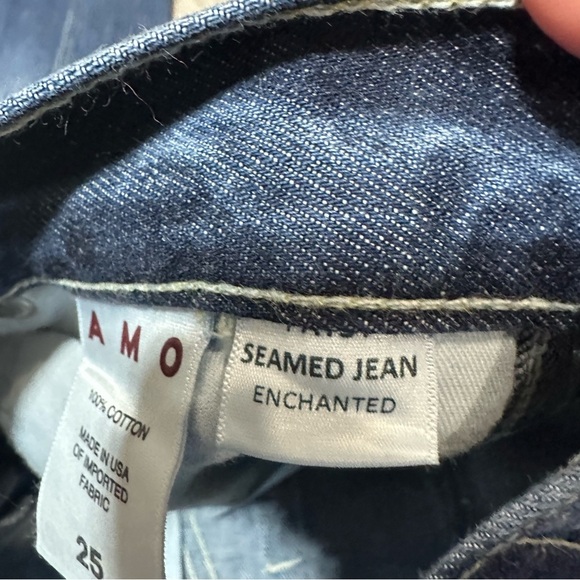 AMO
100% COTTON
MADE IN USA
OF IMPORTED
FABRIC
25
SEAMED JEAN
ENCHANTED